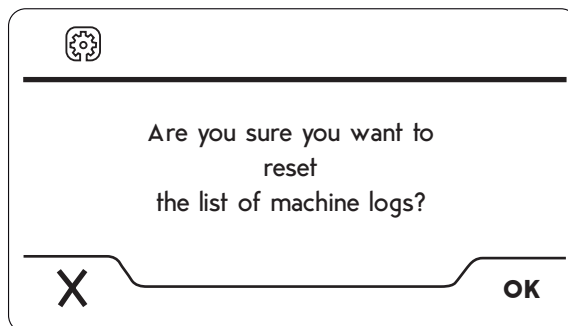 Are you sure you want to
reset
the list of machine logs?
X
OK